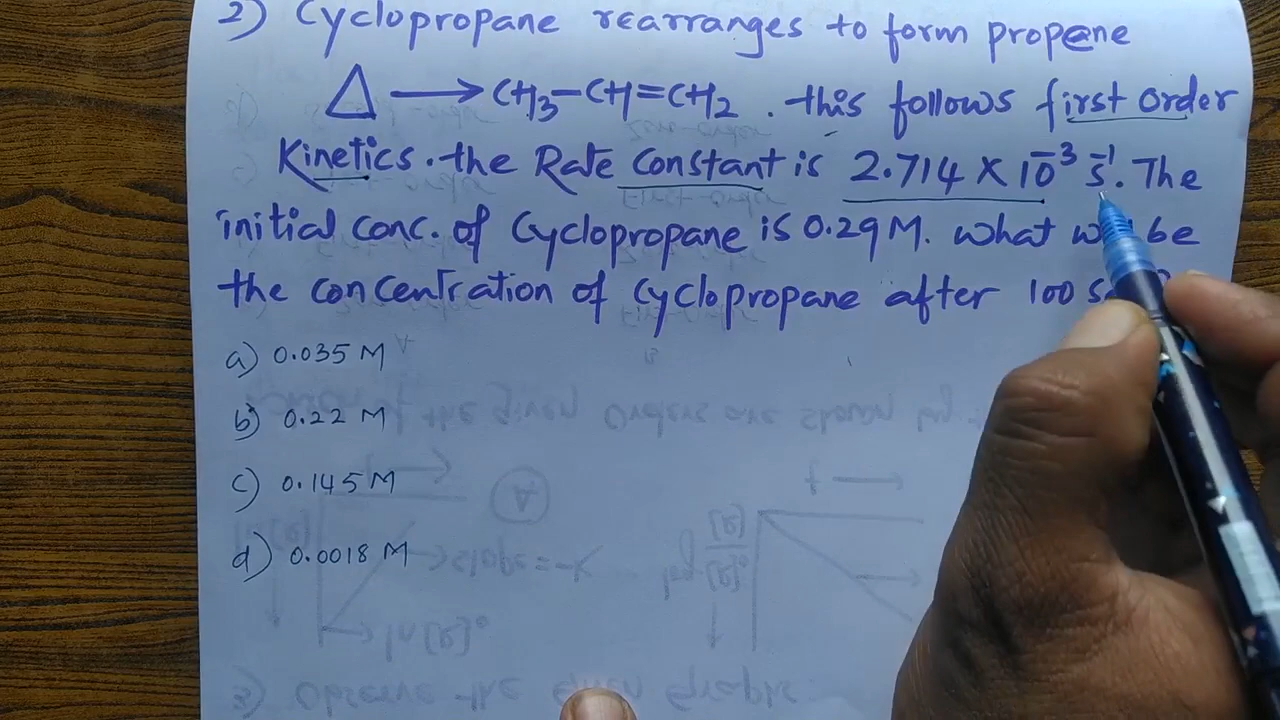 2) Cyclopropane rearranges to form propene
△ ⟶ CH3-CH=CH2 . this follows first order
Kinetics . the Rate Constant is 2.714 X 10^-3 s^-1. The
initial conc. of Cyclopropane is 0.29 M. what be
the concentration of cyclopropane after 100
a) 0.035 M
b) 0.22 M
c) 0.145 M
d) 0.0018 M